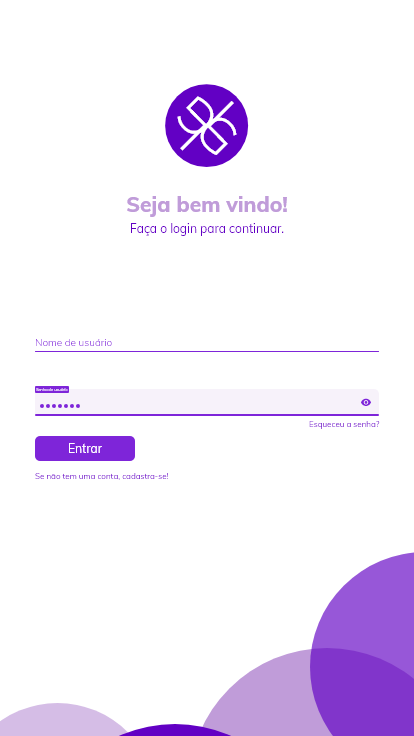 Seja bem vindo!
Faça o login para continuar.
Nome de usuário
Senha de usuário
Esqueceu a senha?
Entrar
Se não tem uma conta, cadastra-se!